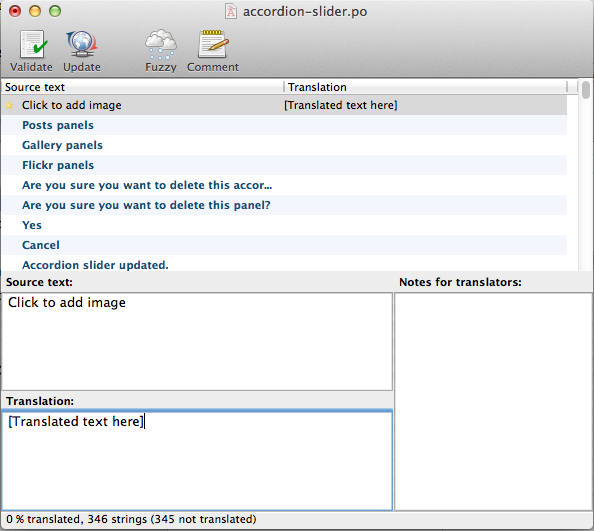 accordion-slider.po
Validate Update Fuzzy Comment
Source text Translation
Click to add image [Translated text here]
Posts panels
Gallery panels
Flickr panels
Are you sure you want to delete this accor...
Are you sure you want to delete this panel?
Yes
Cancel
Accordion slider updated.
Source text: Notes for translators:
Click to add image
Translation:
[Translated text here]
0 % translated, 346 strings (345 not translated)